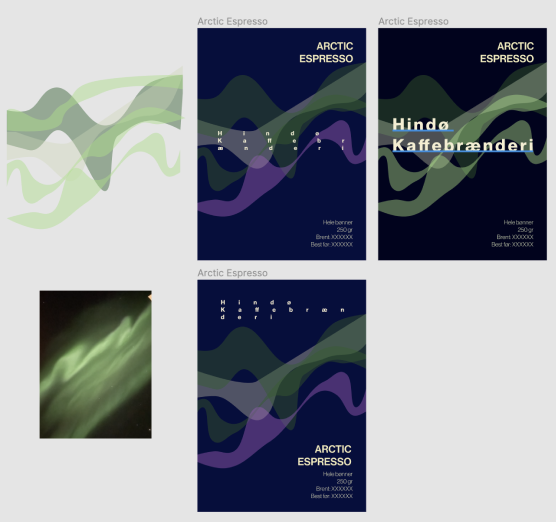 Arctic Espresso
ARCTIC
ESPRESSO
H i n d ø
K a ff e b r
æ n d e r i
Hele bønner
250 gr
Brent: XXXXXX
Best før: XXXXXX
Arctic Espresso
ARCTIC
ESPRESSO
Hindø
Kaffebrænderi
Hele bønner
250 gr
Brent: XXXXXX
Best før: XXXXXX
Arctic Espresso
H i n d ø
K a ff e b r æ n
d e r i
ARCTIC
ESPRESSO
Hele bønner
250 gr
Brent: XXXXXX
Best før: XXXXXX